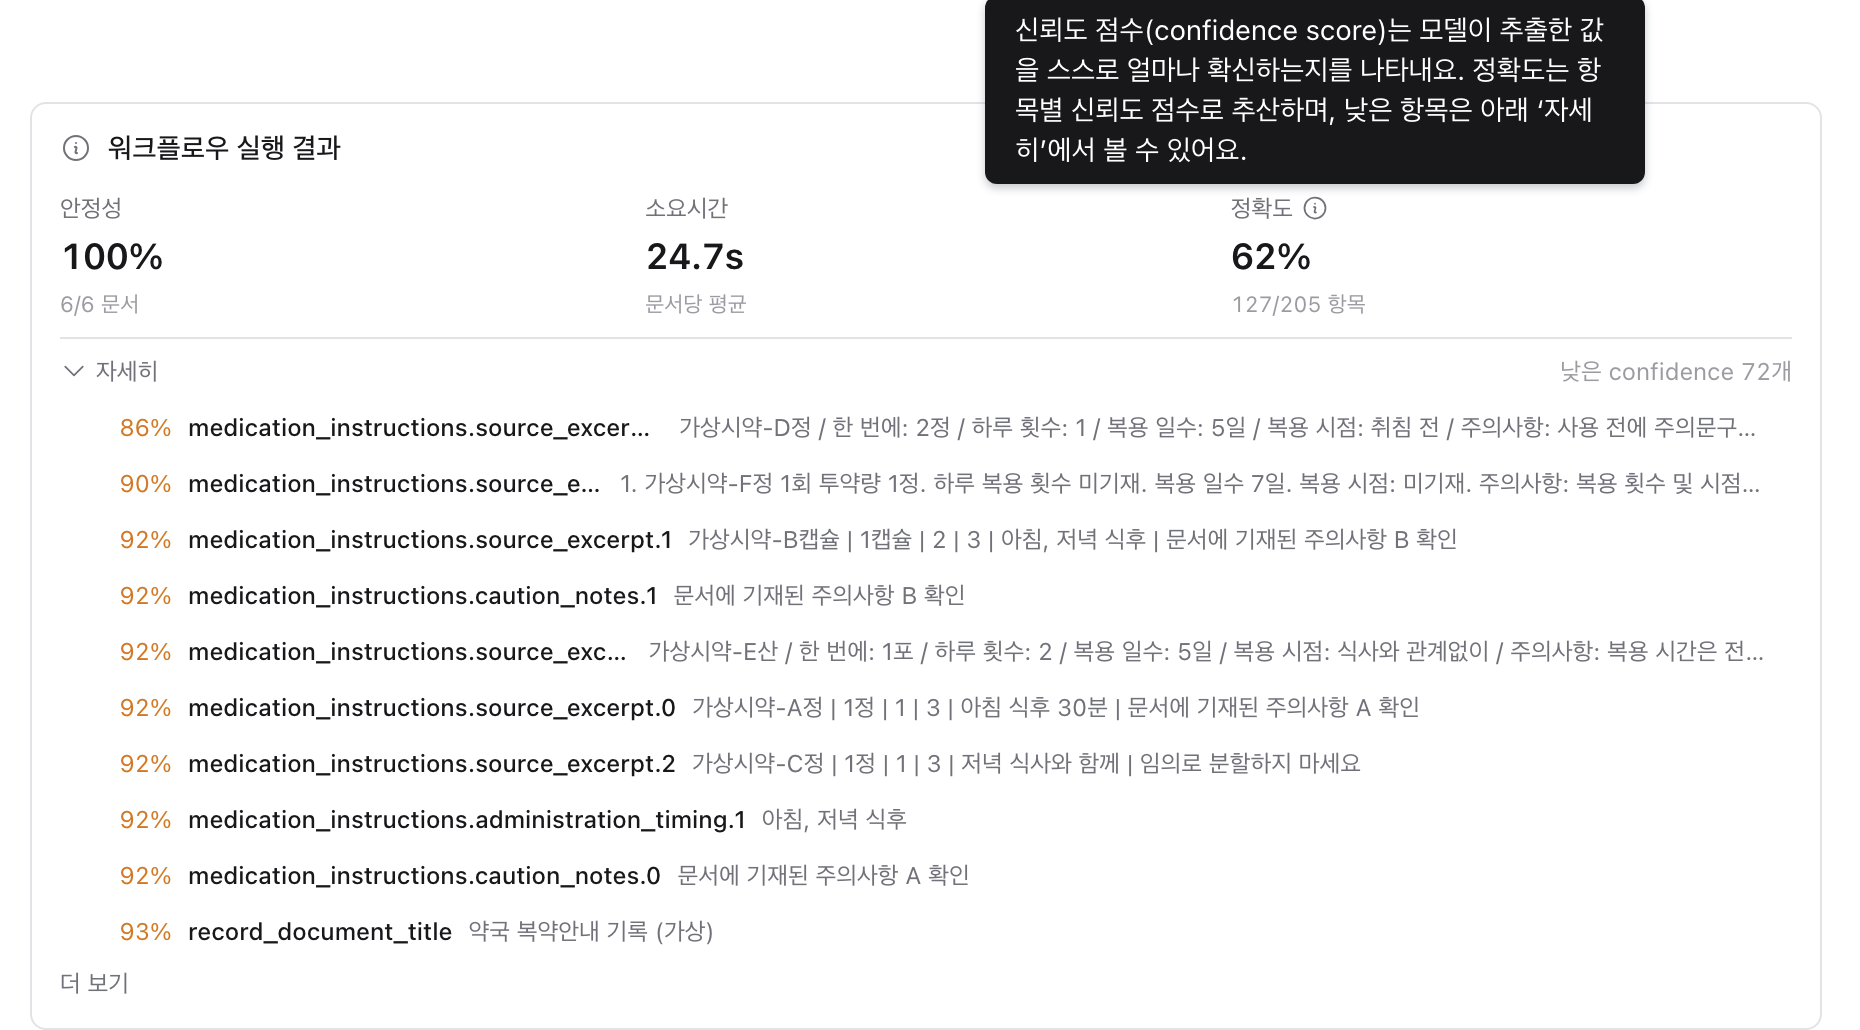 신뢰도 점수(confidence score)는 모델이 추출한 값
을 스스로 얼마나 확신하는지를 나타내요. 정확도는 항
목별 신뢰도 점수로 추산하며, 낮은 항목은 아래 ‘자세
히’에서 볼 수 있어요.
워크플로우 실행 결과
안정성
100%
6/6 문서
소요시간
24.7s
문서당 평균
정확도
62%
127/205 항목
자세히
낮은 confidence 72개
86% medication_instructions.source_excer... 가상시약-D정 / 한 번에: 2정 / 하루 횟수: 1 / 복용 일수: 5일 / 복용 시점: 취침 전 / 주의사항: 사용 전에 주의문구...
90% medication_instructions.source_e... 1. 가상시약-F정 1회 투약량 1정. 하루 복용 횟수 미기재. 복용 일수 7일. 복용 시점: 미기재. 주의사항: 복용 횟수 및 시점...
92% medication_instructions.source_excerpt.1 가상시약-B캡슐 | 1캡슐 | 2 | 3 | 아침, 저녁 식후 | 문서에 기재된 주의사항 B 확인
92% medication_instructions.caution_notes.1 문서에 기재된 주의사항 B 확인
92% medication_instructions.source_exc... 가상시약-E산 / 한 번에: 1포 / 하루 횟수: 2 / 복용 일수: 5일 / 복용 시점: 식사와 관계없이 / 주의사항: 복용 시간은 전...
92% medication_instructions.source_excerpt.0 가상시약-A정 | 1정 | 1 | 3 | 아침 식후 30분 | 문서에 기재된 주의사항 A 확인
92% medication_instructions.source_excerpt.2 가상시약-C정 | 1정 | 1 | 3 | 저녁 식사와 함께 | 임의로 분할하지 마세요
92% medication_instructions.administration_timing.1 아침, 저녁 식후
92% medication_instructions.caution_notes.0 문서에 기재된 주의사항 A 확인
93% record_document_title 약국 복약안내 기록 (가상)
더 보기